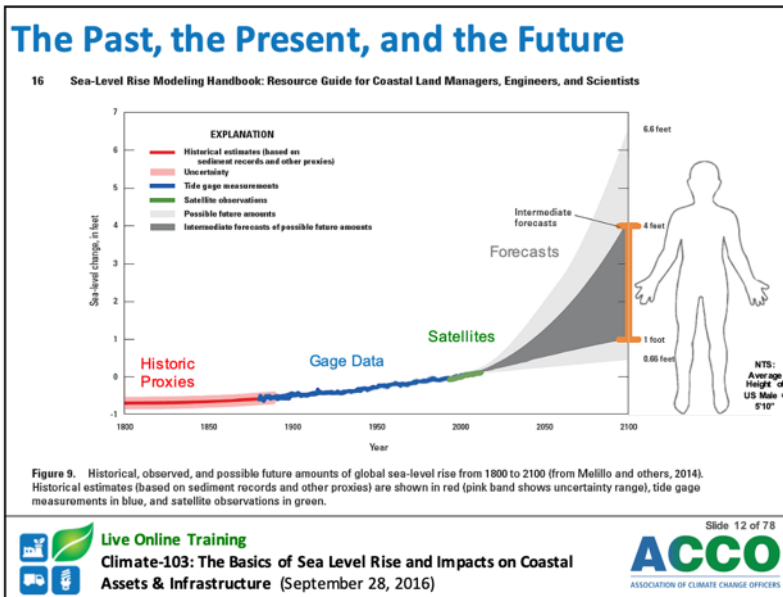 The Past, the Present, and the Future
16 Sea-Level Rise Modeling Handbook: Resource Guide for Coastal Land Managers, Engineers, and Scientists
7
6
5
4
3
2
1
0
-1
Sea-level change, in feet
EXPLANATION
Historical estimates (based on
sediment records and other proxies)
Uncertainty
Tide gage measurements
Satellite observations
Possible future amounts
Intermediate forecasts of possible future amounts
6.6 feet
Intermediate
forecasts
4 feet
Forecasts
Satellites
1 foot
Gage Data
0.66 feet
Historic
Proxies
NTS:
Average
Height of
US Male
5'10"
1800 1850 1900 1950 2000 2050 2100
Year
Figure 9. Historical, observed, and possible future amounts of global sea-level rise from 1800 to 2100 (from Melillo and others, 2014).
Historical estimates (based on sediment records and other proxies) are shown in red (pink band shows uncertainty range), tide gage
measurements in blue, and satellite observations in green.
Slide 12 of 78
Live Online Training
Climate-103: The Basics of Sea Level Rise and Impacts on Coastal
Assets & Infrastructure (September 28, 2016)
ACCO
ASSOCIATION OF CLIMATE CHANGE OFFICERS